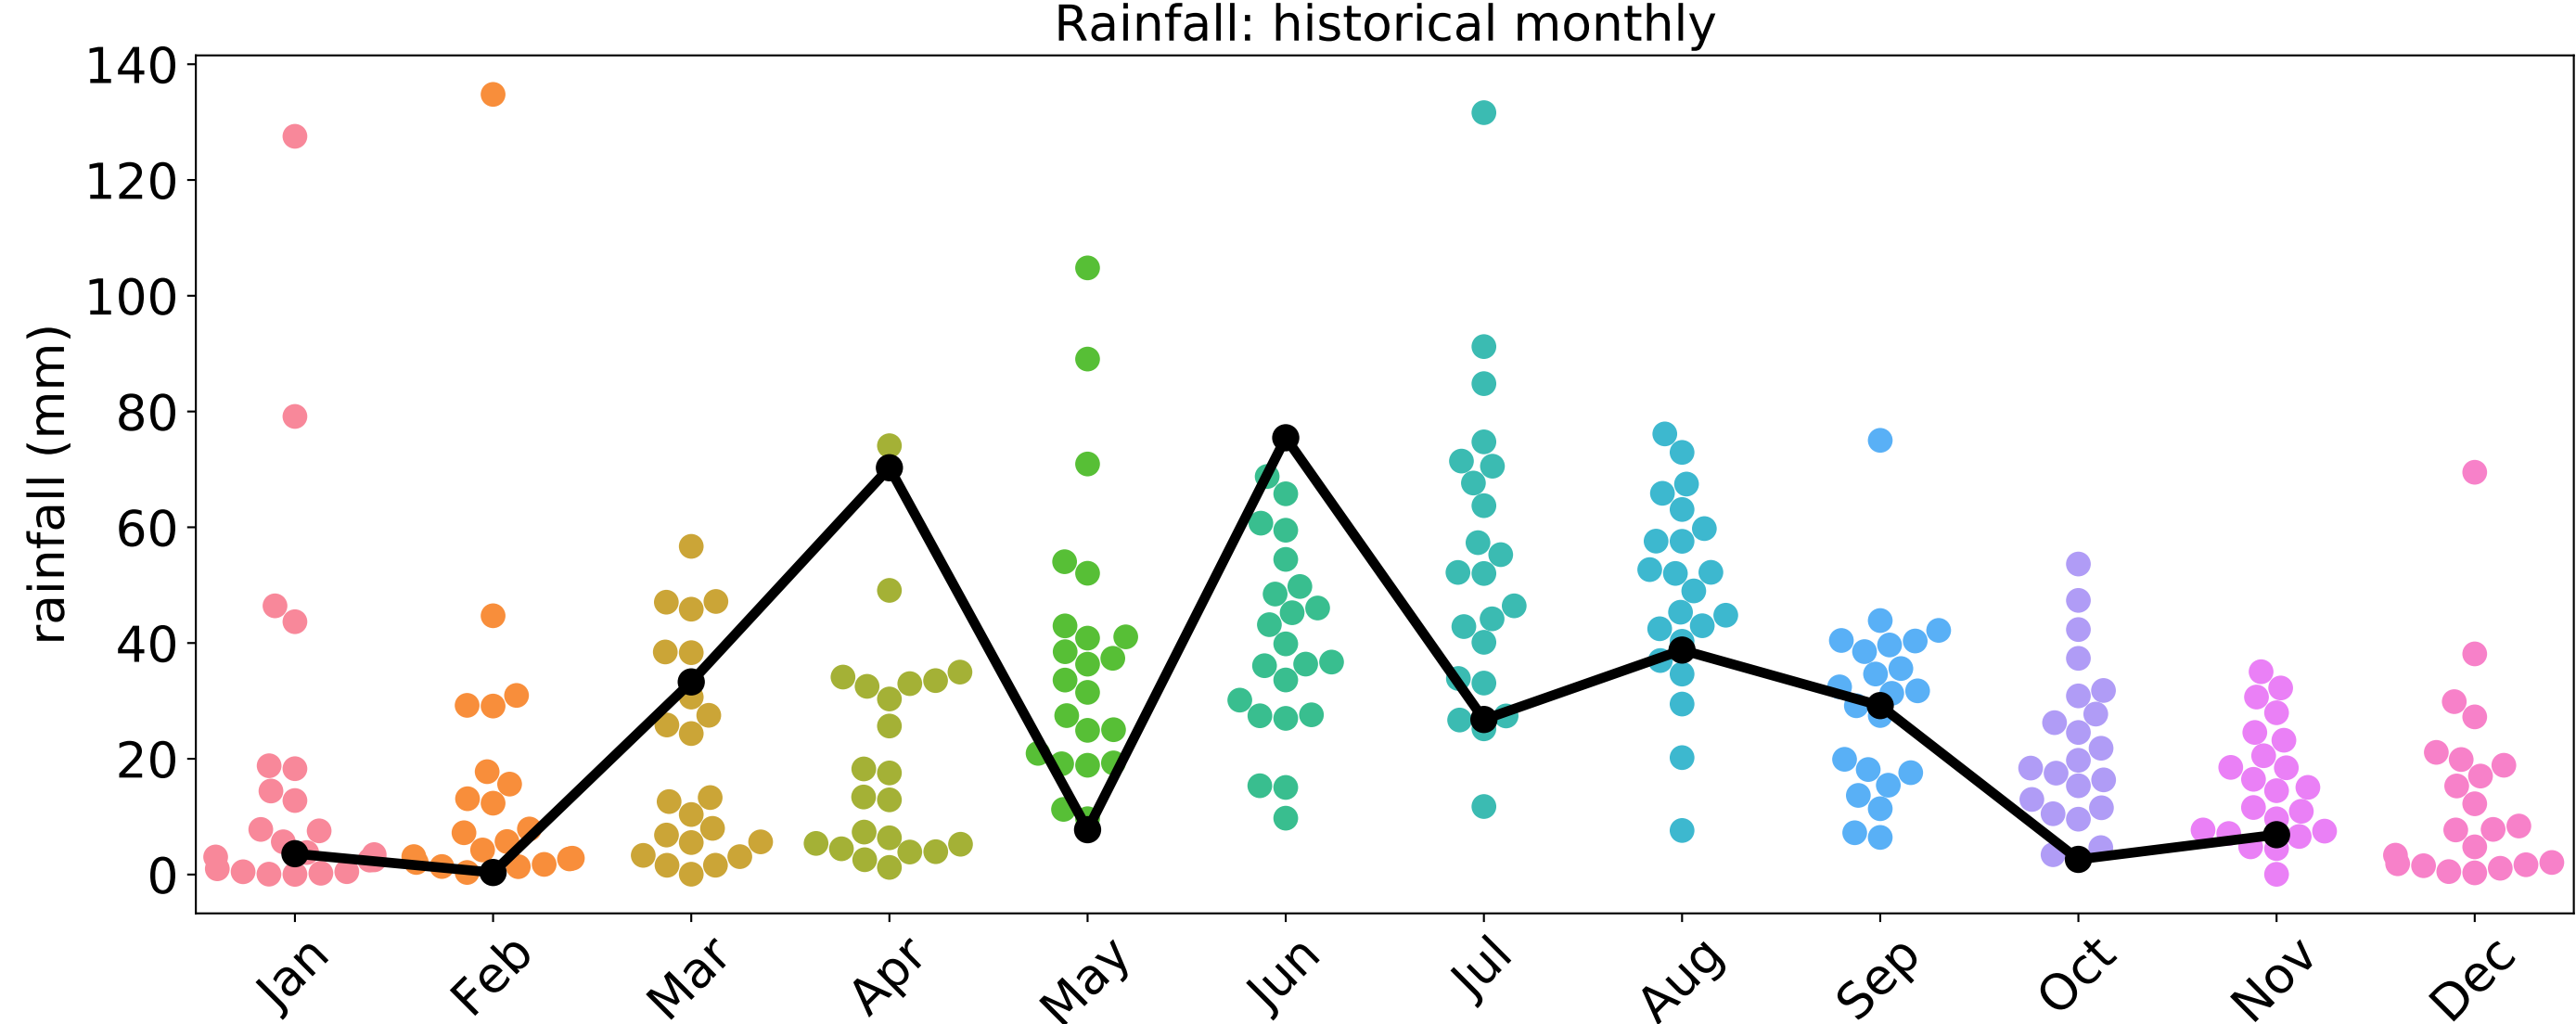 Rainfall: historical monthly
rainfall (mm)
140
120
100
80
60
40
20
0
Jan
Feb
Mar
Apr
May
Jun
Jul
Aug
Sep
Oct
Nov
Dec